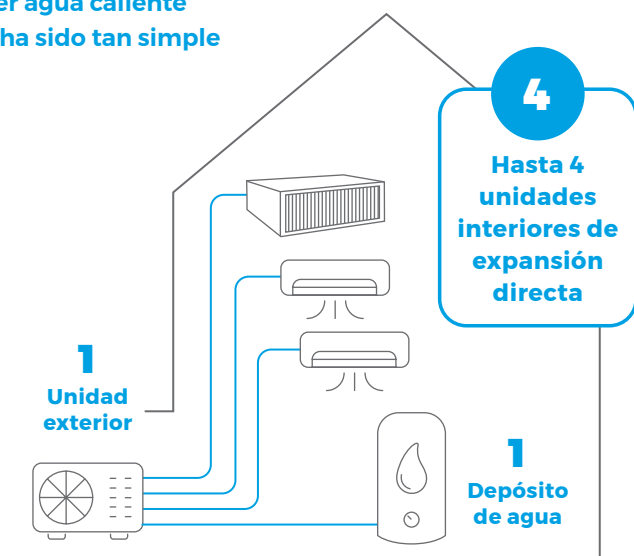 agua caliente
ha sido tan simple
4
Hasta 4
unidades
interiores de
expansión
directa
1
Unidad
exterior
1
Depósito
de agua